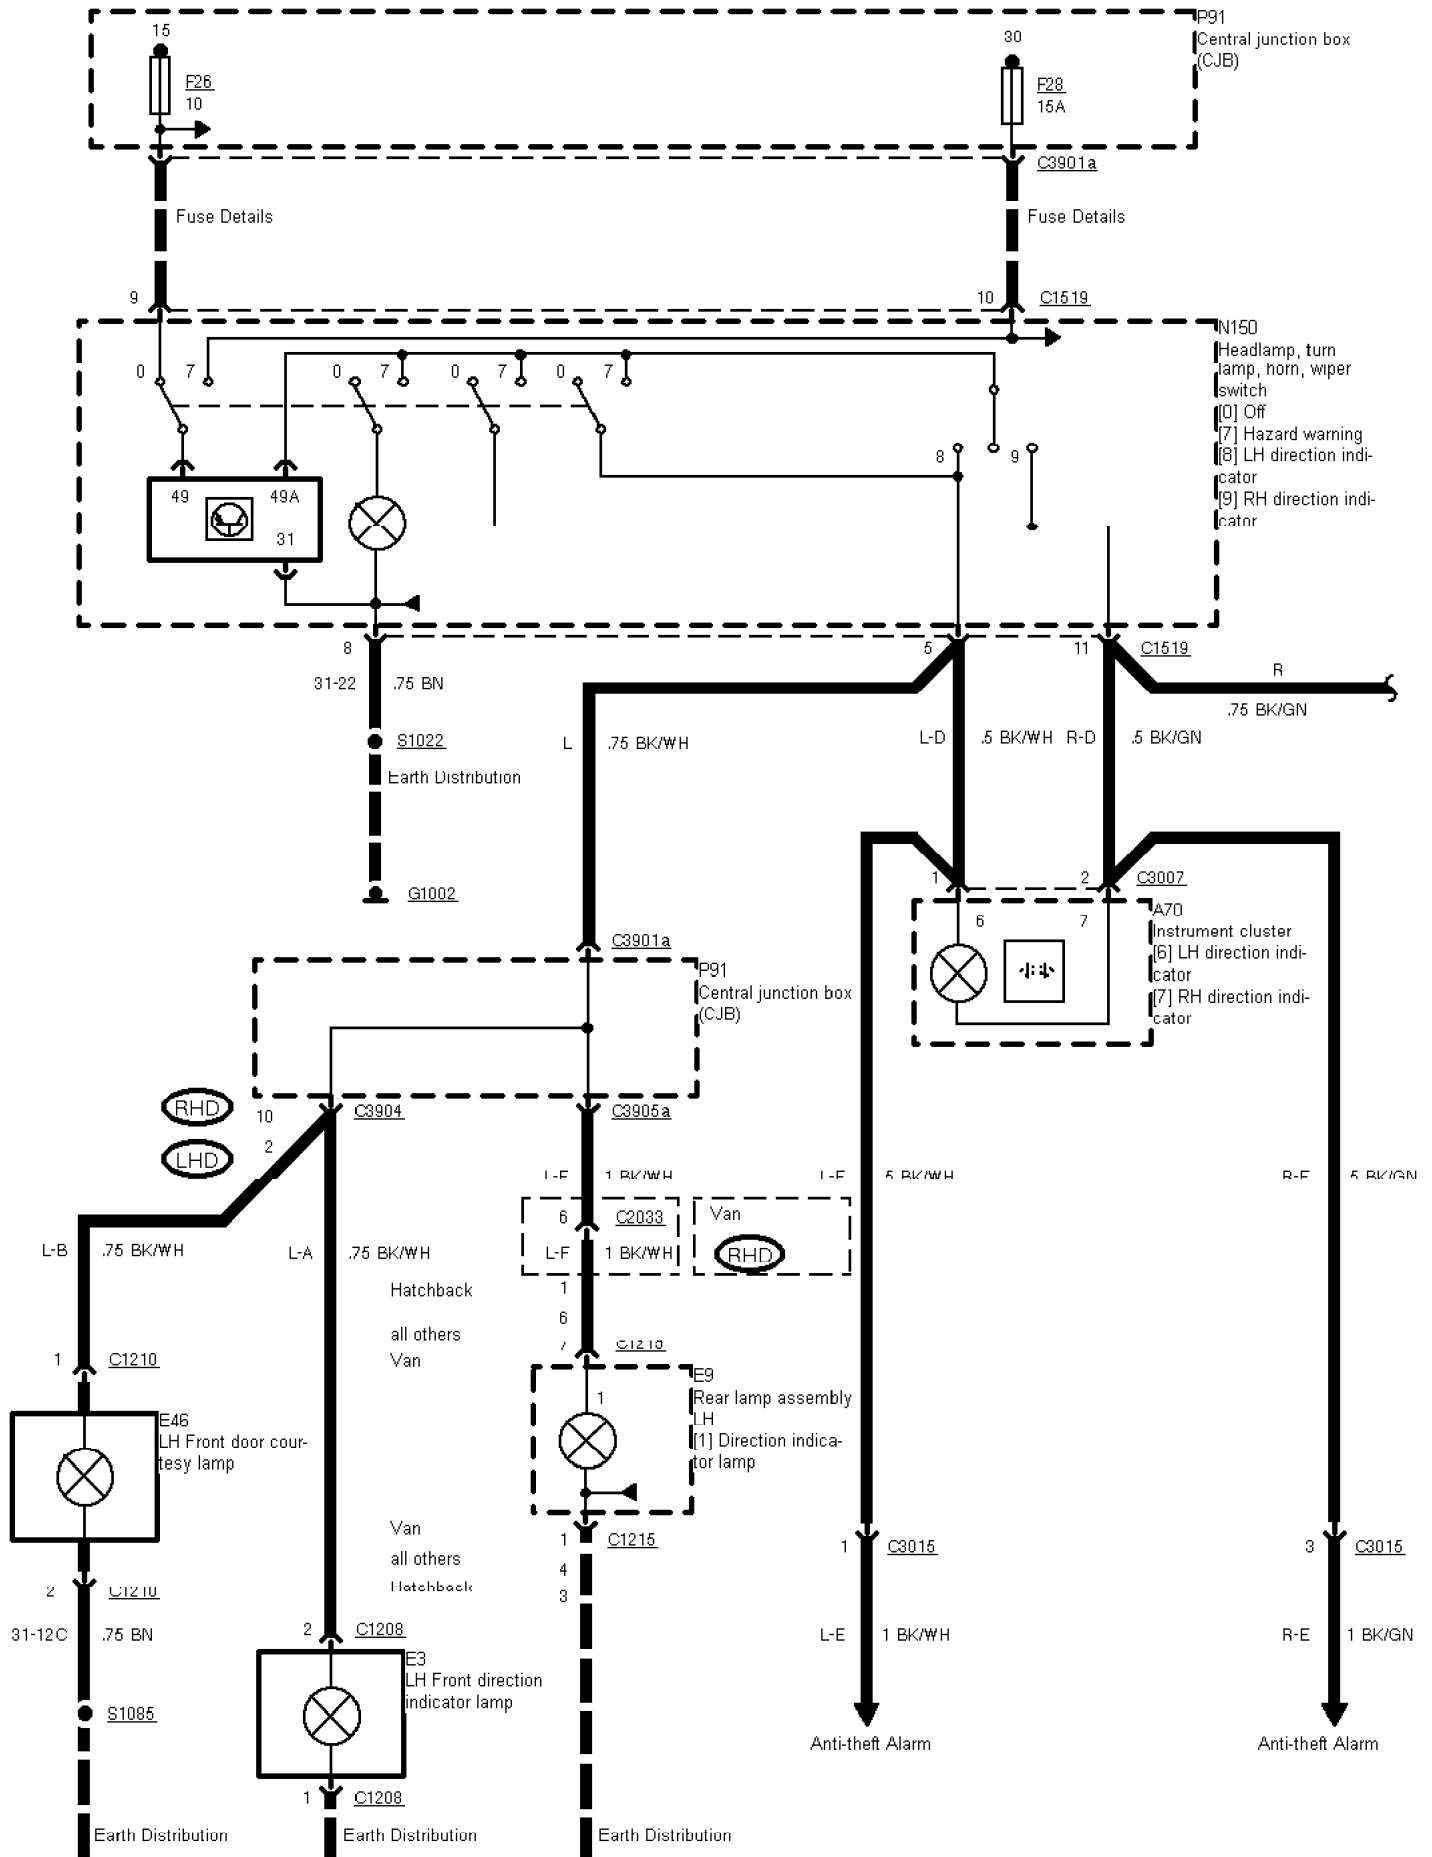 P91
15
30
Central junction box
(CJB)
F26
10
F28
15A
C3901a
Fuse Details
Fuse Details
9
10
C1519
N150
Headlamp, turn
lamp, horn, wiper
switch
[0] Off
[7] Hazard warning
[8] LH direction indi-
cator
[9] RH direction indi-
cator
0
7
0
7
0
7
0
7
8
9
49
49A
31
8
5
11
C1519
31-22
.75 BN
R
.75 BK/GN
S1022
L
.75 BK/WH
L-D
.5 BK/WH
R-D
.5 BK/GN
Earth Distribution
G1002
1
2
C3007
C3901a
A70
6
7
Instrument cluster
[6] LH direction indi-
cator
[7] RH direction indi-
cator
P91
Central junction box
(CJB)
RHD
10
C3904
C3905a
LHD
2
6
C2033
Van
L-B
.75 BK/WH
L-A
.75 BK/WH
L-F
1 BK/WH
RHD
Hatchback
1
6
all others
7
Van
1
C1210
E9
Rear lamp assembly
LH
[1] Direction indica-
tor lamp
1
E46
LH Front door cour-
tesy lamp
Van
1
C1215
all others
4
Hatchback
3
1
C3015
3
C3015
2
C1210
31-12C
.75 BN
2
C1208
L-E
1 BK/WH
R-E
1 BK/GN
E3
LH Front direction
indicator lamp
S1085
Anti-theft Alarm
Anti-theft Alarm
1
C1208
Earth Distribution
Earth Distribution
Earth Distribution